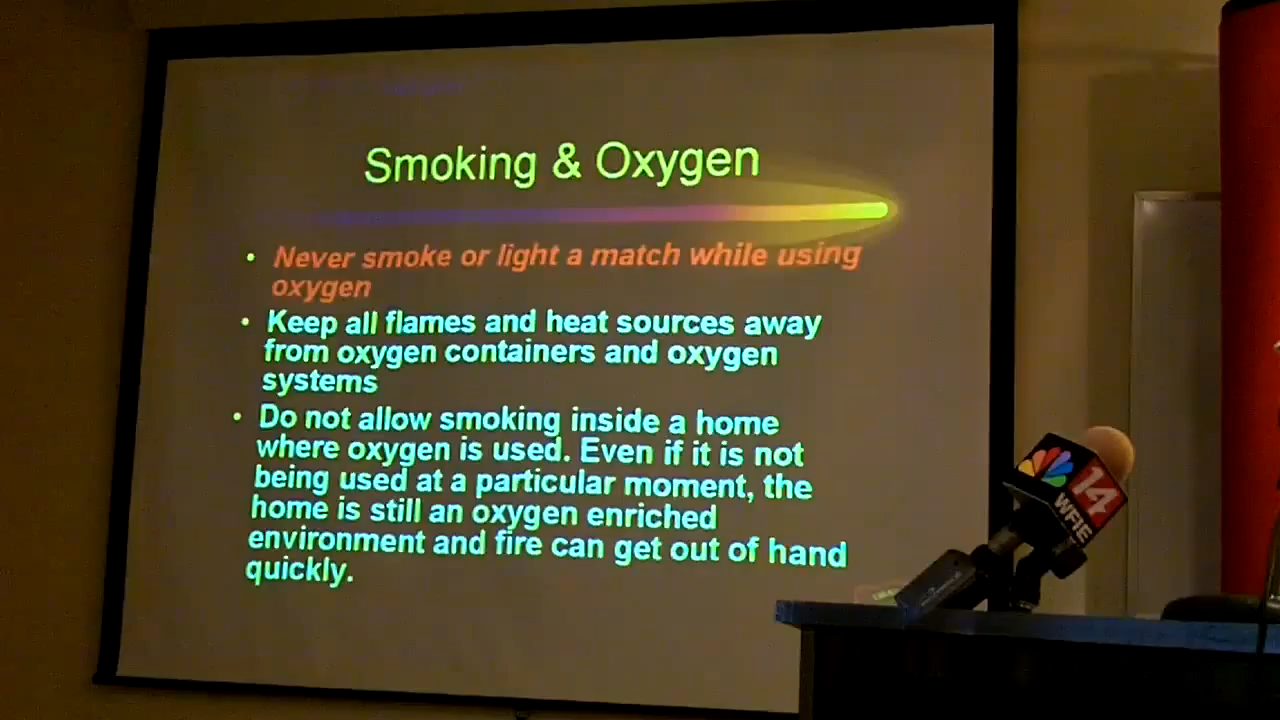 Smoking & Oxygen
• Never smoke or light a match while using
oxygen
• Keep all flames and heat sources away
from oxygen containers and oxygen
systems
• Do not allow smoking inside a home
where oxygen is used. Even if it is not
being used at a particular moment, the
home is still an oxygen enriched
environment and fire can get out of hand
quickly.
14
WFIE